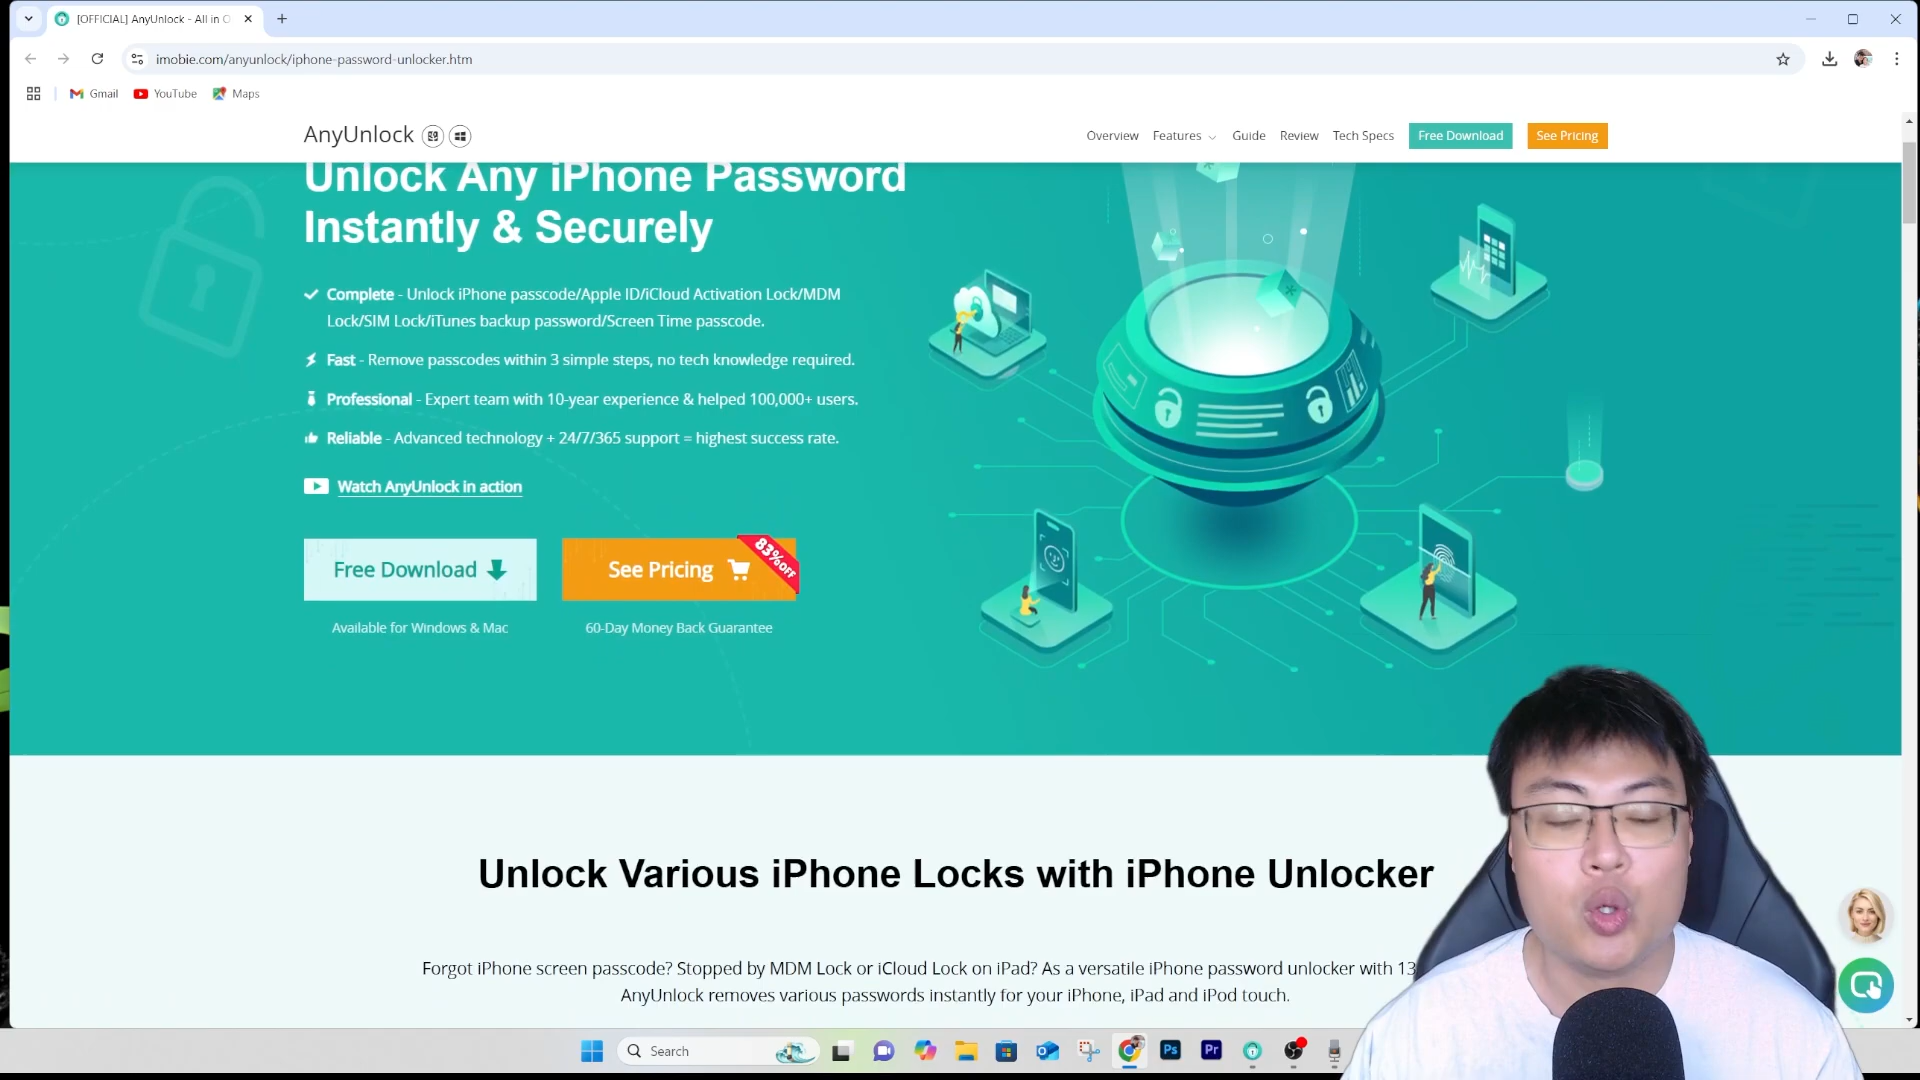 [OFFICIAL] AnyUnlock - All in O
imobie.com/anyunlock/iphone-password-unlocker.htm
Gmail
YouTube
Maps
AnyUnlock
Overview
Features
Guide
Review
Tech Specs
Free Download
See Pricing
Unlock Any iPhone Password
Instantly & Securely
Complete - Unlock iPhone passcode/Apple ID/iCloud Activation Lock/MDM
Lock/SIM Lock/iTunes backup password/Screen Time passcode.
Fast - Remove passcodes within 3 simple steps, no tech knowledge required.
Professional - Expert team with 10-year experience & helped 100,000+ users.
Reliable - Advanced technology + 24/7/365 support = highest success rate.
Watch AnyUnlock in action
Free Download
See Pricing
83%OFF
Available for Windows & Mac
60-Day Money Back Guarantee
Unlock Various iPhone Locks with iPhone Unlocker
Forgot iPhone screen passcode? Stopped by MDM Lock or iCloud Lock on iPad? As a versatile iPhone password unlocker with 13
AnyUnlock removes various passwords instantly for your iPhone, iPad and iPod touch.
Search
Ps
Pr